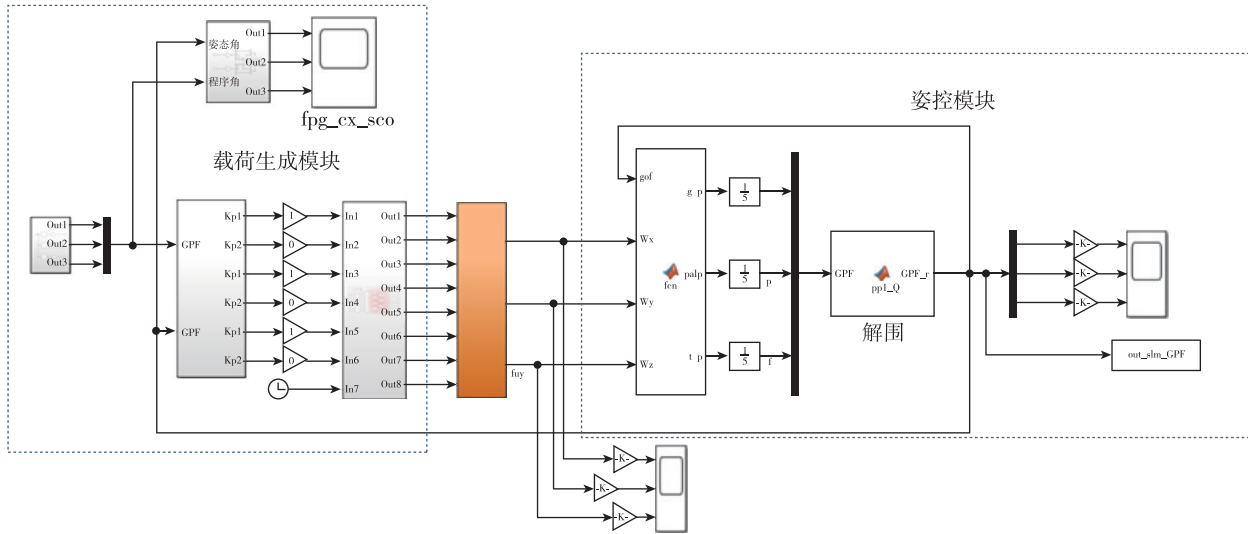 姿态角
程序角
Out1
Out2
Out3
fpg_cx_sco
载荷生成模块
Out1
Out2
Out3
GPF
GPF
Kp1
Kp2
Kp1
Kp2
Kp1
Kp2
1
0
1
0
1
0
In1
In2
In3
In4
In5
In6
In7
Out1
Out2
Out3
Out4
Out5
Out6
Out7
Out8
fuy
姿控模块
gof
Wx
Wy
Wz
fcn
g p
palp
t p
1/5
1/5
p
1/5
f
GPF
pp1_Q
GPF_r
解围
-K-
-K-
-K-
out_slm_GPF
-K-
-K-
-K-